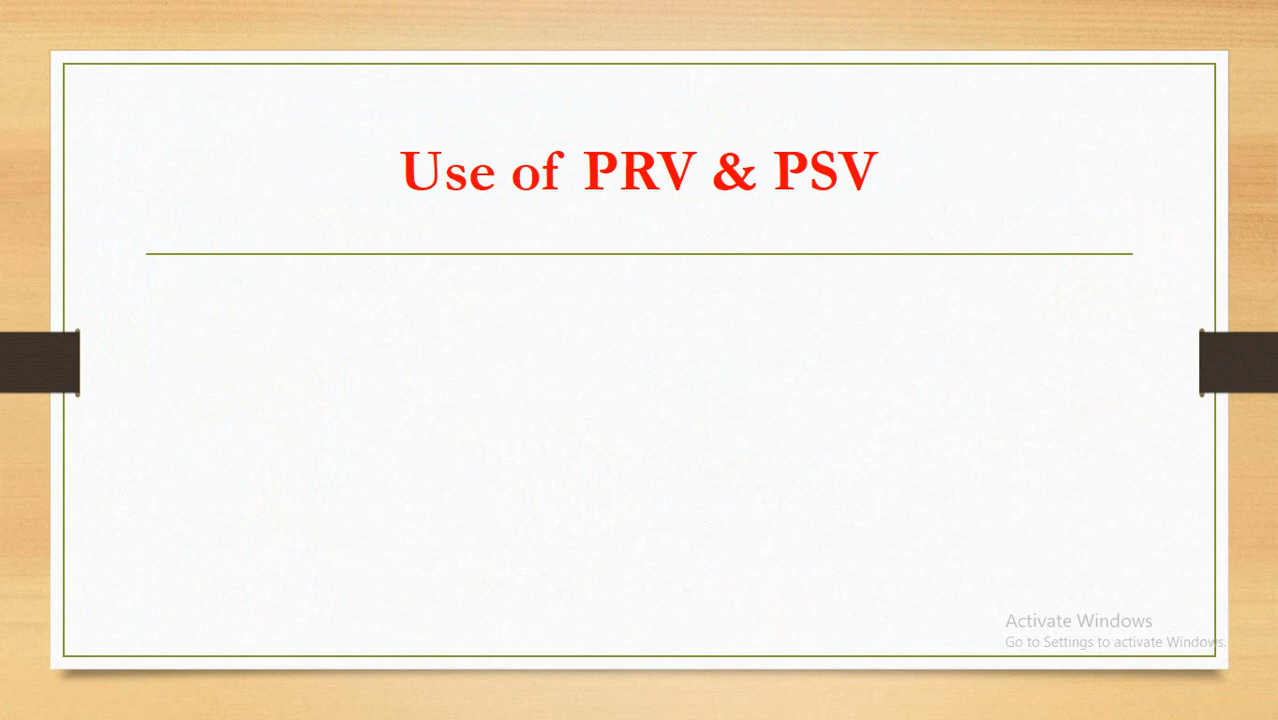 Use of PRV & PSV
Activate Windows
Go to Settings to activate Windows.